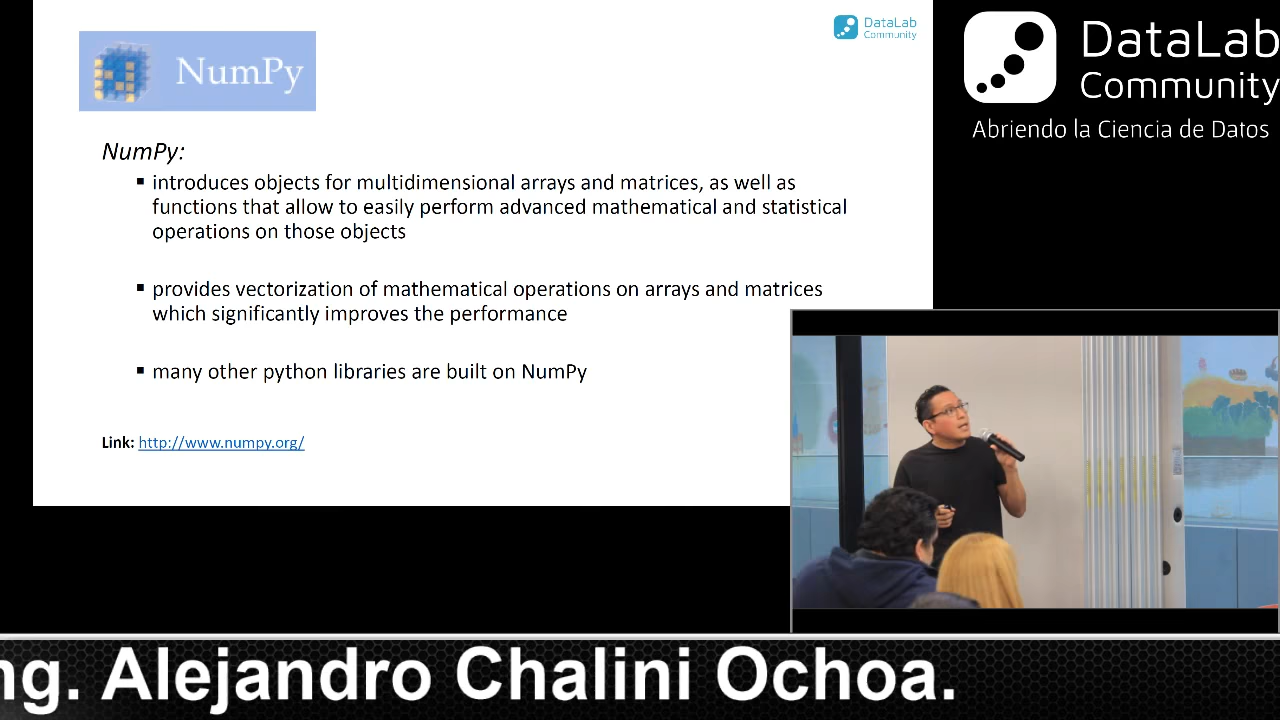 DataLab
Community
NumPy
NumPy:
▪ introduces objects for multidimensional arrays and matrices, as well as
functions that allow to easily perform advanced mathematical and statistical
operations on those objects
▪ provides vectorization of mathematical operations on arrays and matrices
which significantly improves the performance
▪ many other python libraries are built on NumPy
Link: http://www.numpy.org/
DataLab
Community
Abriendo la Ciencia de Datos
ng. Alejandro Chalini Ochoa.